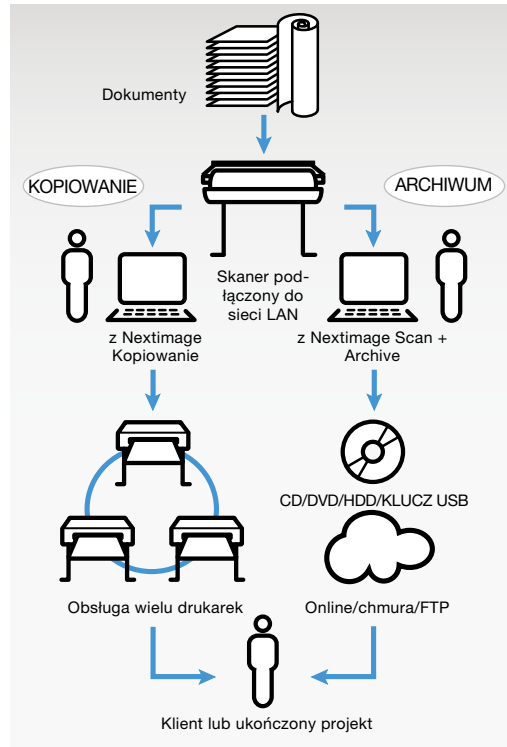 Dokumenty
KOPIOWANIE
ARCHIWUM
Skaner pod-
łączony do
sieci LAN
z Nextimage
Kopiowanie
z Nextimage Scan +
Archive
CD/DVD/HDD/KLUCZ USB
Obsługa wielu drukarek
Online/chmura/FTP
Klient lub ukończony projekt